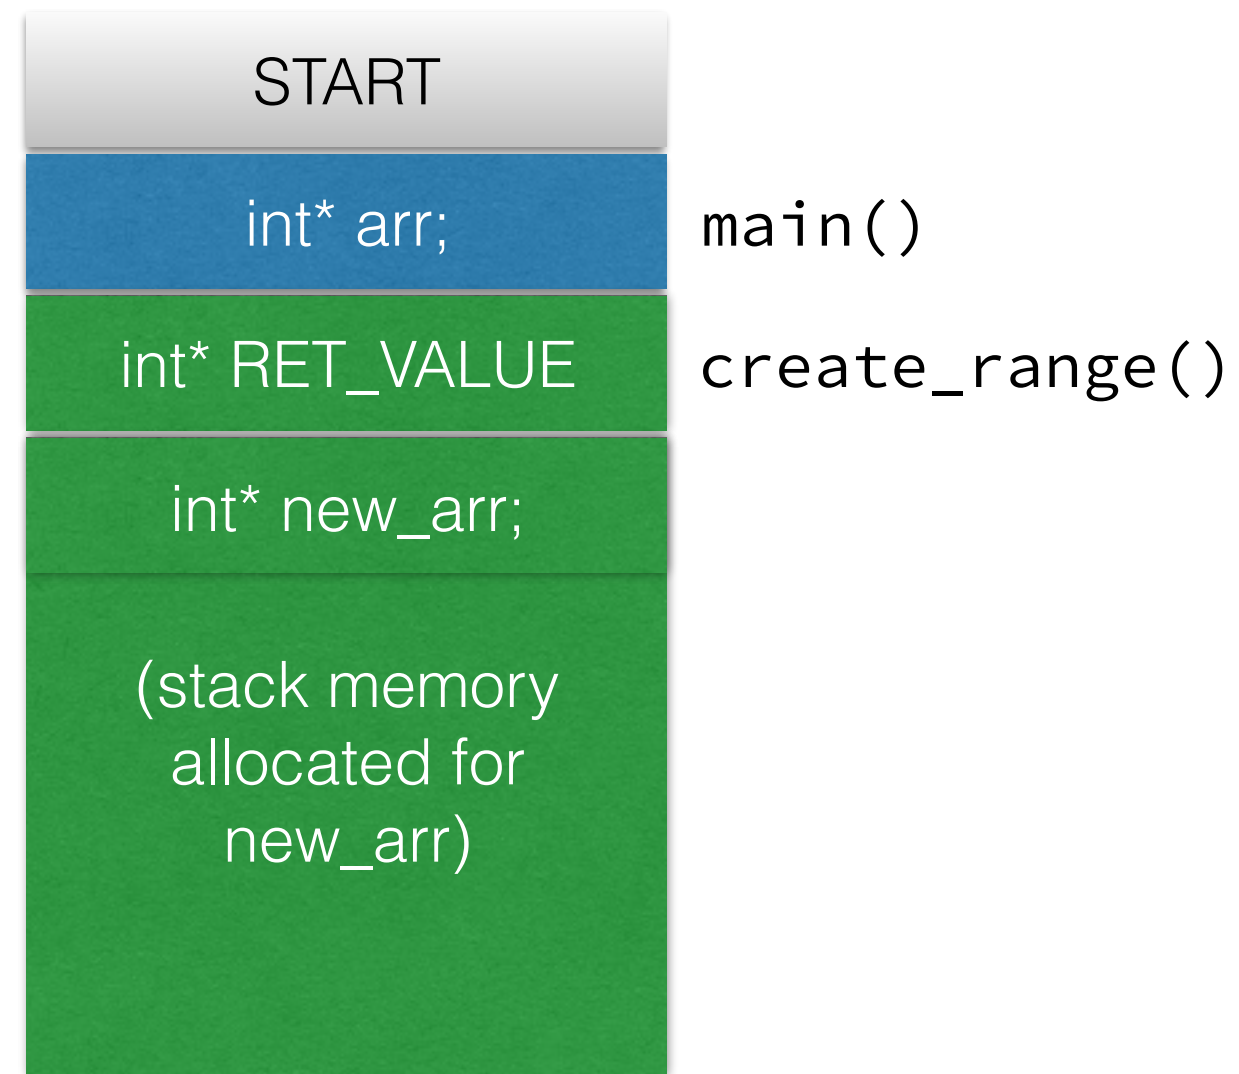 START
int* arr;
main()
int* RET_VALUE
create_range()
int* new_arr;
(stack memory
allocated for
new_arr)